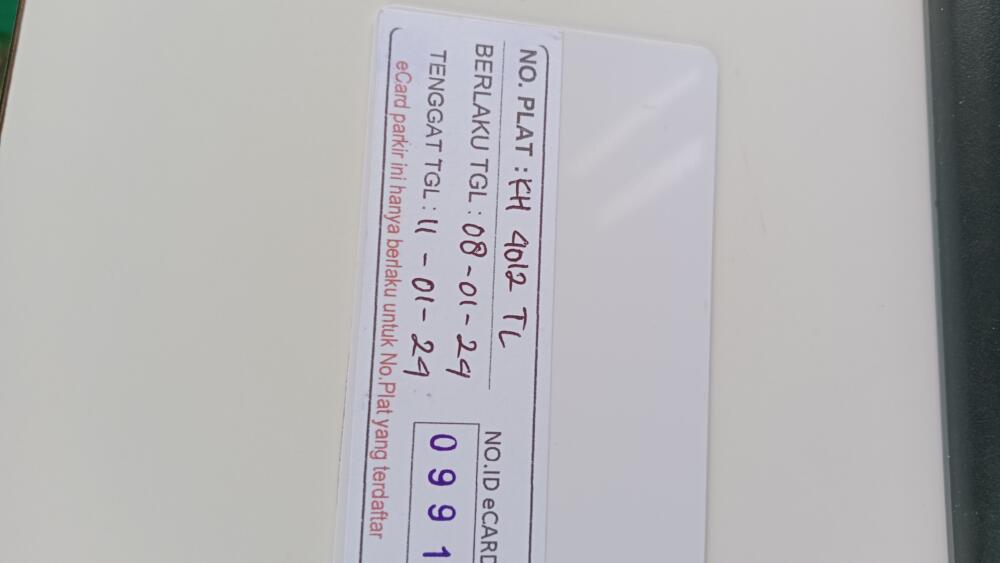 NO. PLAT : KH 4012 TL
BERLAKU TGL : 08-01-24
TENGGAT TGL : 11-01-24
NO.ID eCARD
0991
eCard parkir ini hanya berlaku untuk No.Plat yang terdaftar